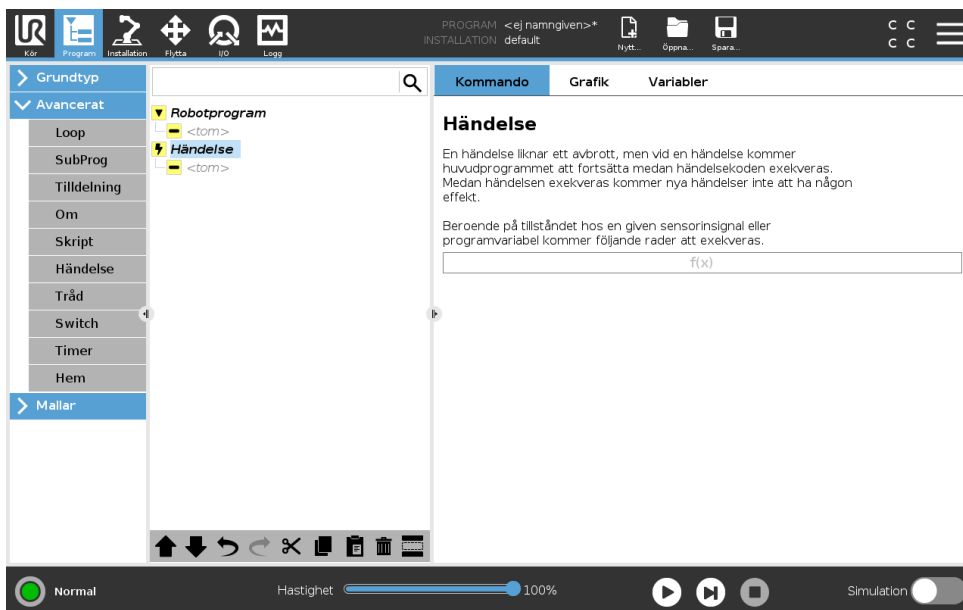 UR
PROGRAM <ej namngiven>*
INSTALLATION default
Kör
Program
Installation
Flytta
I/O
Logg
Nytt...
Öppna...
Spara...
C C
C C
Grundtyp
Avancerat
Loop
SubProg
Tilldelning
Om
Skript
Händelse
Tråd
Switch
Timer
Hem
Mallar
Robotprogram
<tom>
Händelse
<tom>
Kommando Grafik Variabler
Händelse
En händelse liknar ett avbrott, men vid en händelse kommer
huvudprogrammet att fortsätta medan händelsekoden exekveras.
Medan händelsen exekveras kommer nya händelser inte att ha någon
effekt.
Beroende på tillståndet hos en given sensorinsignal eller
programvariabel kommer följande rader att exekveras.
f(x)
Normal
Hastighet 100%
Simulation